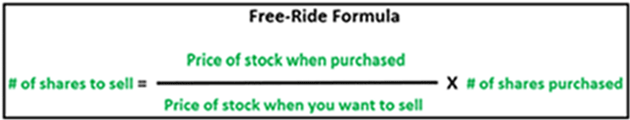 Free-Ride Formula
Price of stock when purchased
# of shares to sell = X # of shares purchased
Price of stock when you want to sell